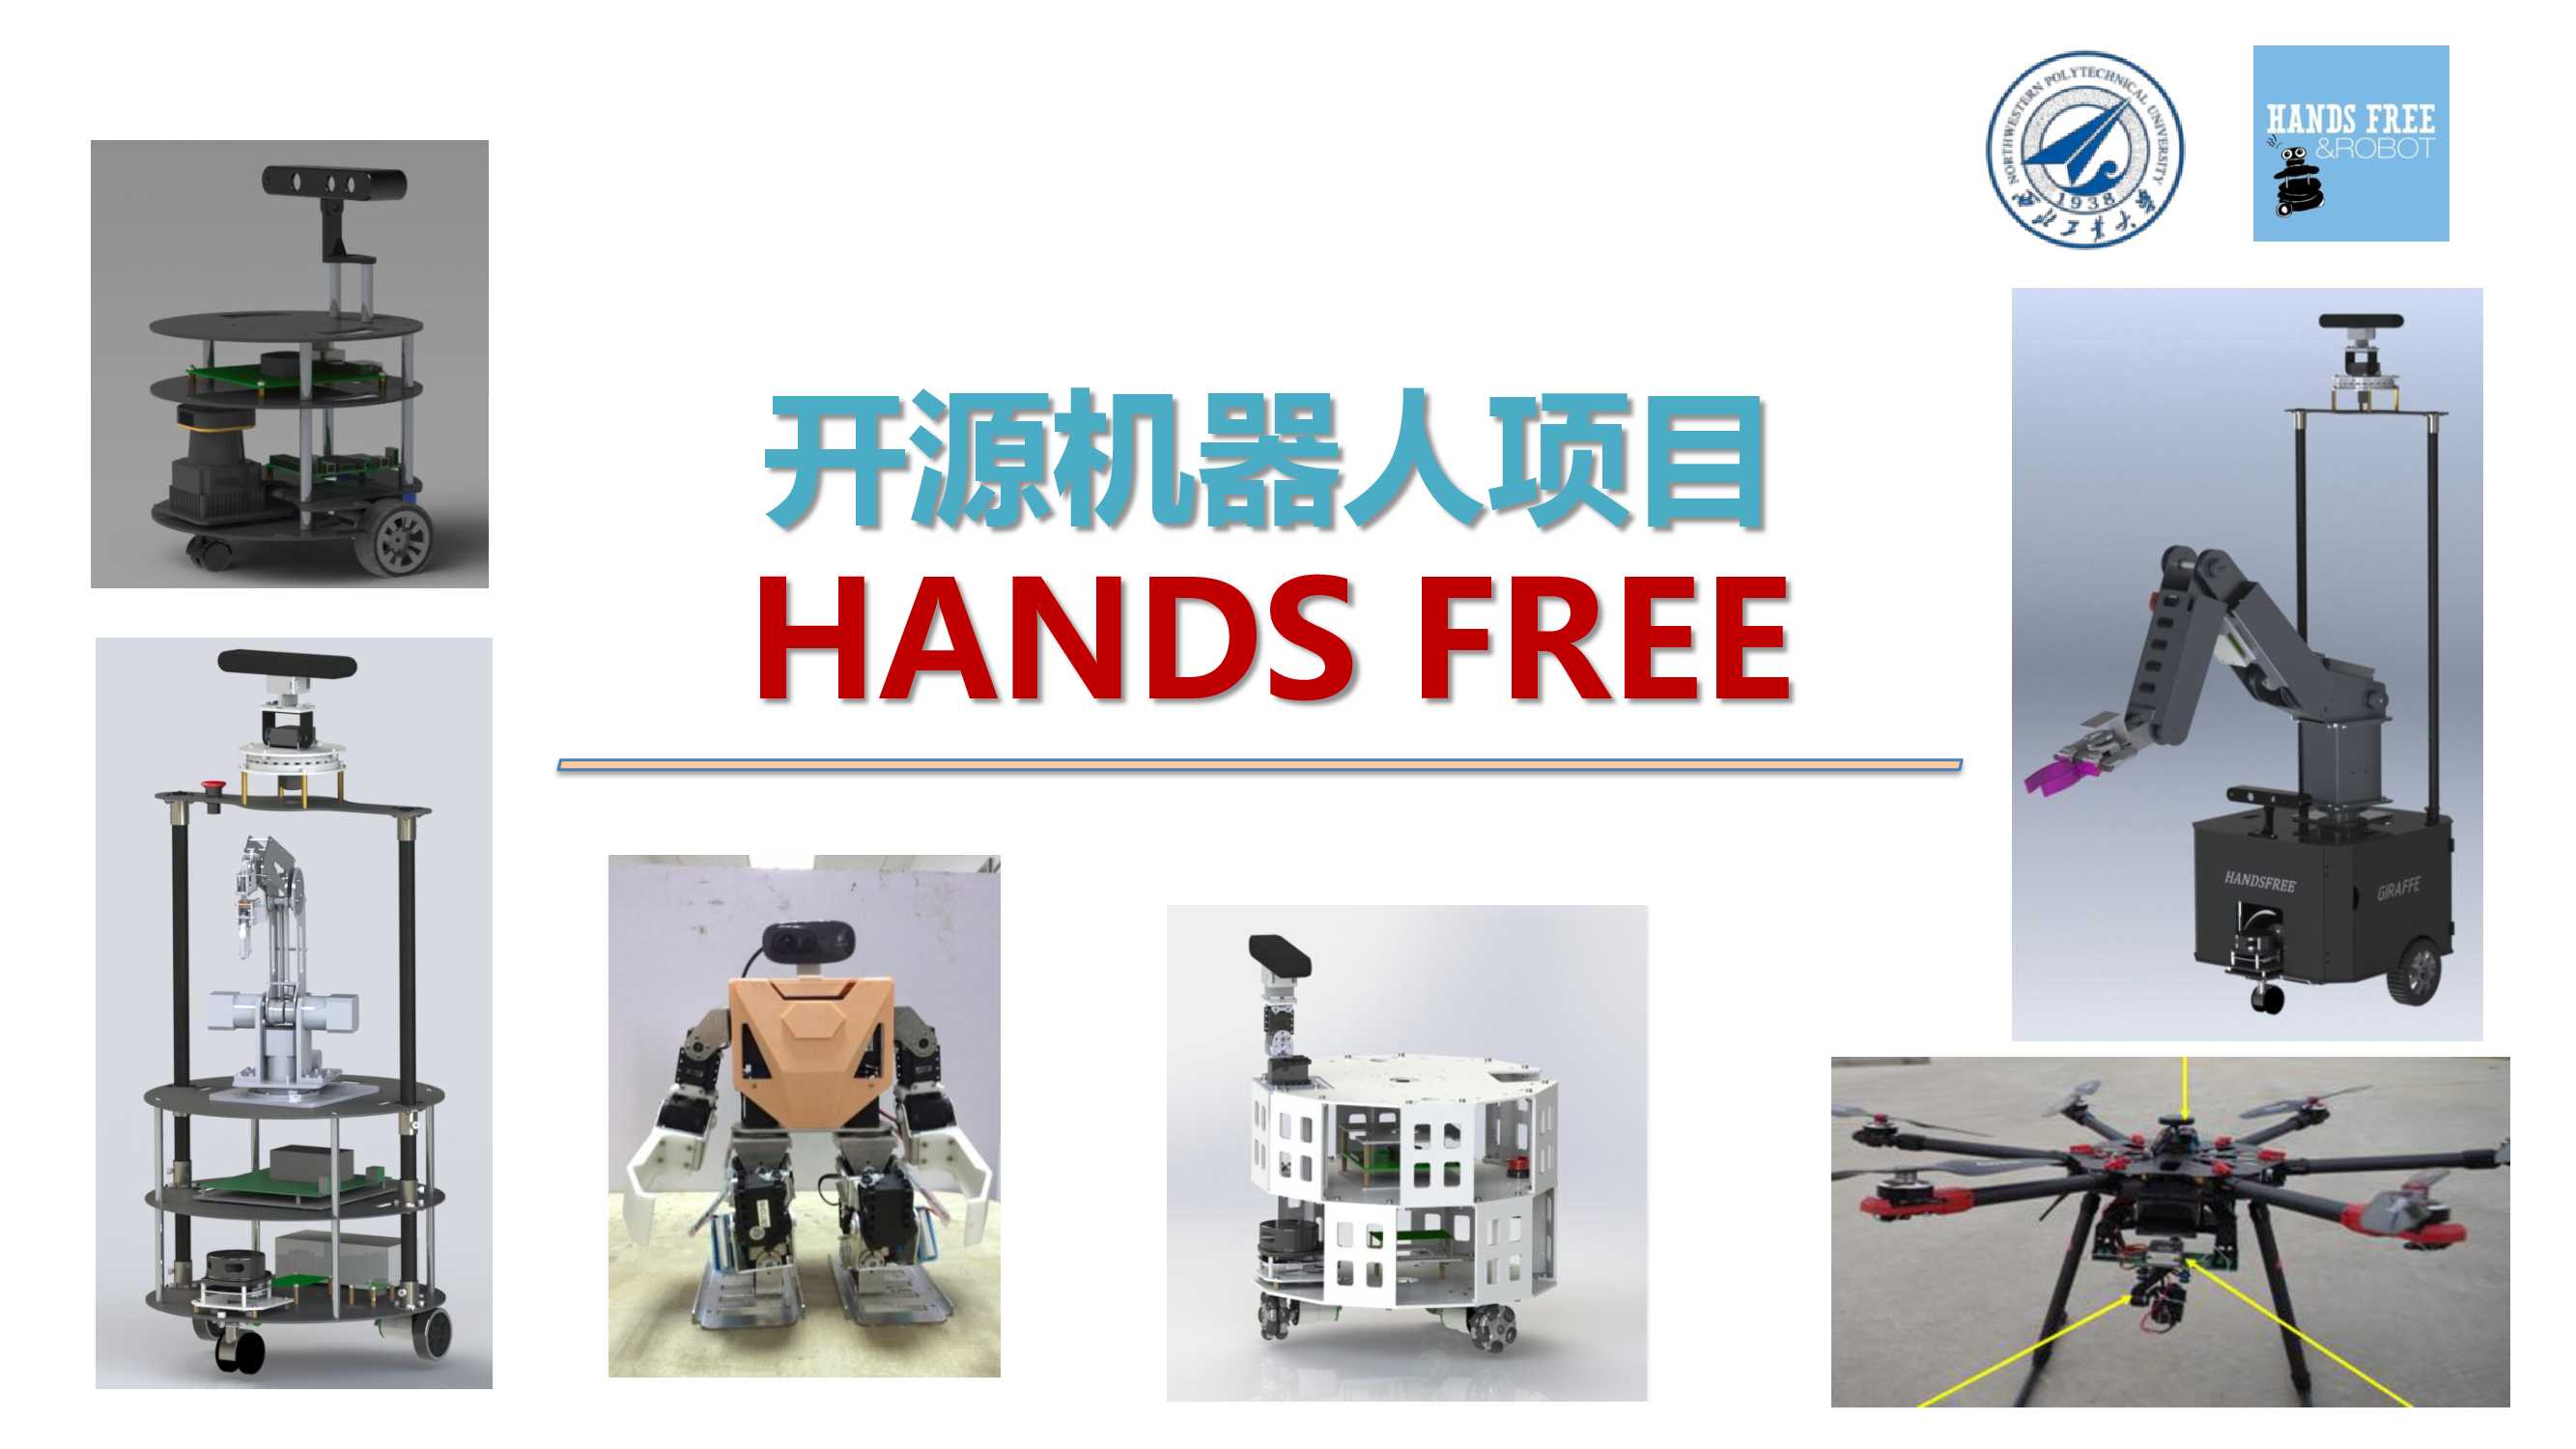 NORTHWESTERN POLYTECHNICAL UNIVERSITY
1938
西北工业大学
HANDS FREE
&ROBOT
开源机器人项目
HANDS FREE
HANDSFREE
GIRAFFE